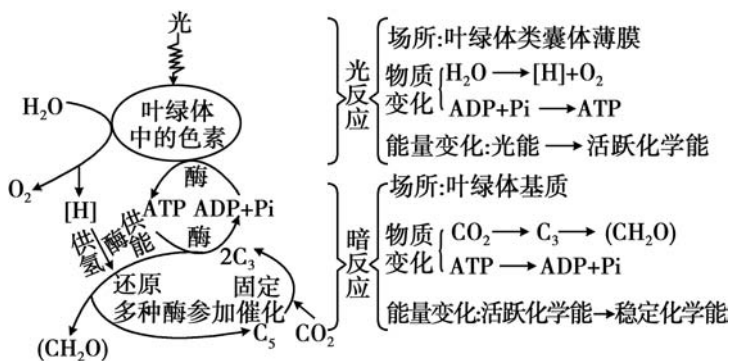 光
H₂O
叶绿体
中的色素
O₂
[H]
酶
ATP ADP+Pi
供氢
酶
供能
酶
2C₃
还原
固定
多种酶参加催化
(CH₂O)
C₅
CO₂
光反应
场所:叶绿体类囊体薄膜
物质变化
H₂O→[H]+O₂
ADP+Pi→ATP
能量变化:光能→活跃化学能
暗反应
场所:叶绿体基质
物质变化
CO₂→C₃→(CH₂O)
ATP→ADP+Pi
能量变化:活跃化学能→稳定化学能